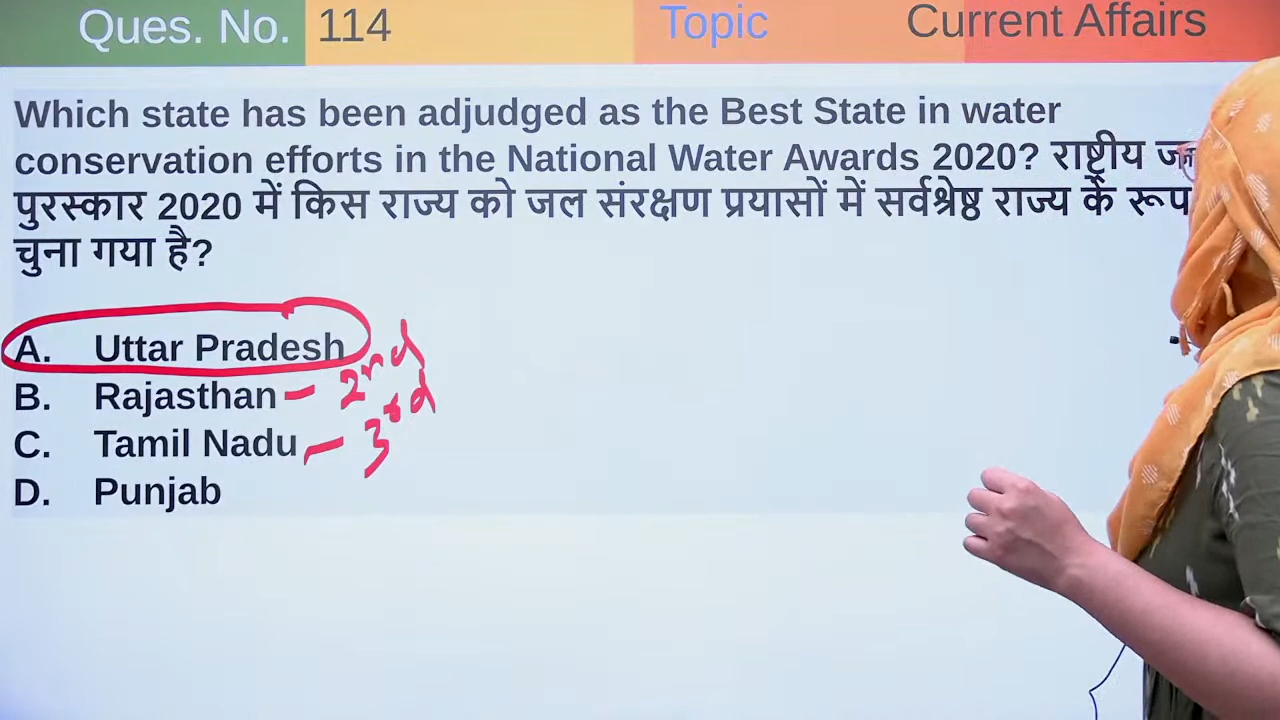 Ques. No. 114 Topic Current Affairs
Which state has been adjudged as the Best State in water
conservation efforts in the National Water Awards 2020? राष्ट्रीय
पुरस्कार 2020 में किस राज्य को जल संरक्षण प्रयासों में सर्वश्रेष्ठ राज्य के रूप
चुना गया है?
A. Uttar Pradesh
B. Rajasthan – 2nd
C. Tamil Nadu – 3rd
D. Punjab